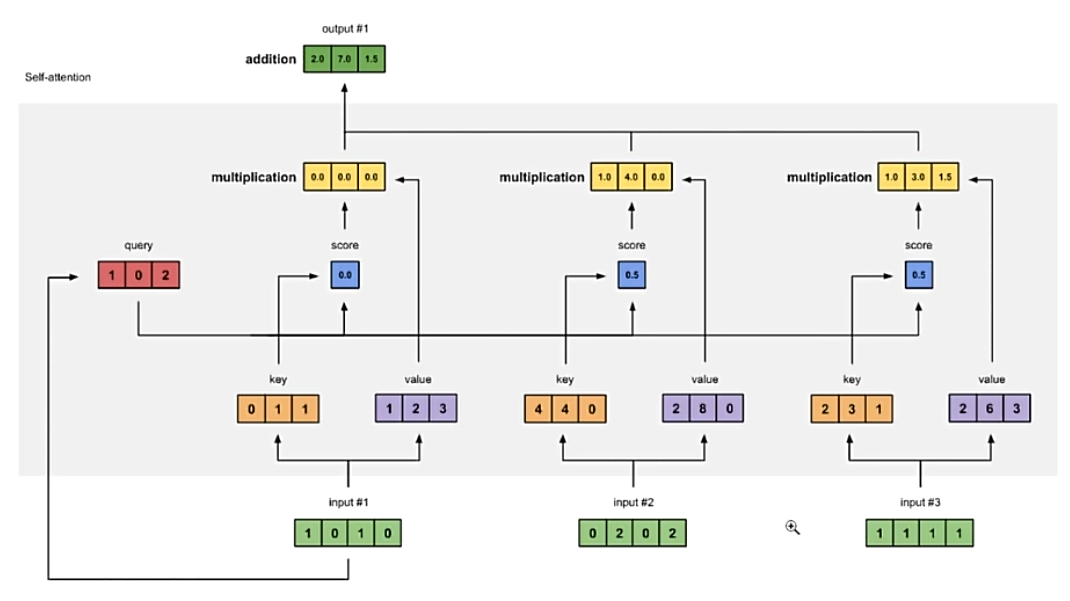 output #1
addition 2.0 7.0 1.5
Self-attention
multiplication 0.0 0.0 0.0 multiplication 1.0 4.0 0.0 multiplication 1.0 3.0 1.5
query score score score
1 0 2 0.0 0.5 0.5
key value key value key value
0 1 1 1 2 3 4 4 0 2 8 0 2 3 1 2 6 3
input #1 input #2 input #3
1 0 1 0 0 2 0 2 1 1 1 1